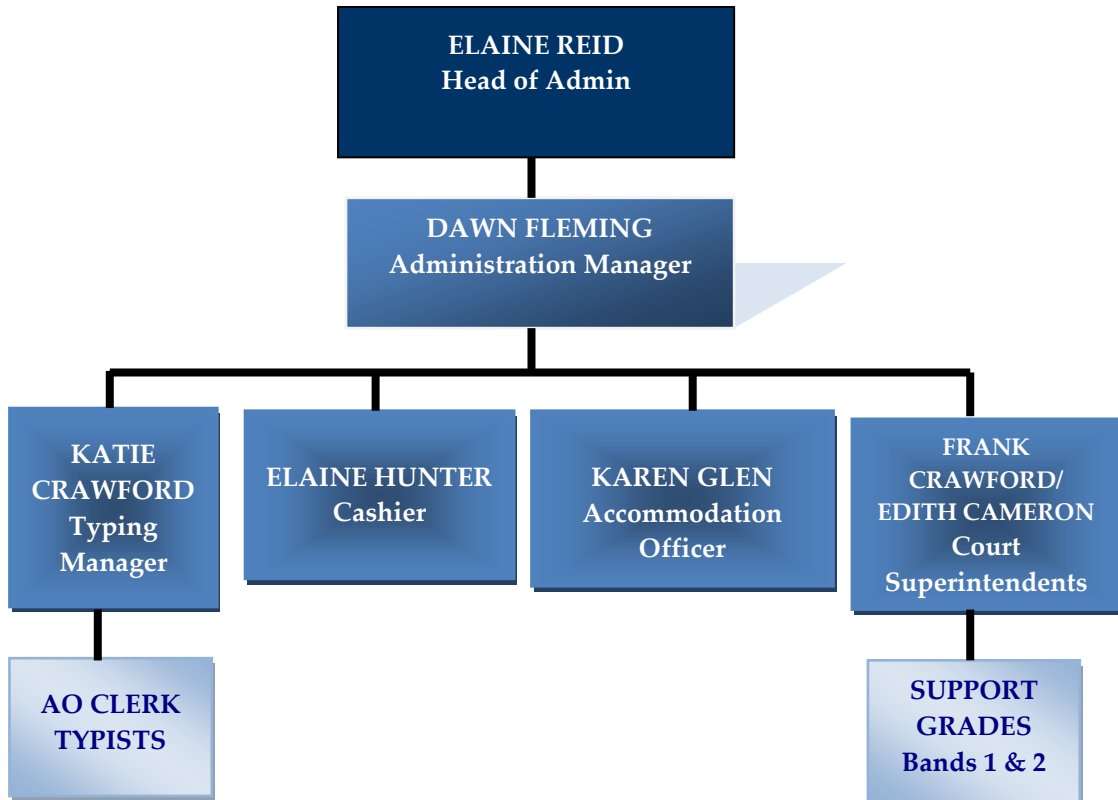 ELAINE REID
Head of Admin
DAWN FLEMING
Administration Manager
KATIE
CRAWFORD
Typing
Manager
ELAINE HUNTER
Cashier
KAREN GLEN
Accommodation
Officer
FRANK
CRAWFORD/
EDITH CAMERON
Court
Superintendents
AO CLERK
TYPISTS
SUPPORT
GRADES
Bands 1 & 2